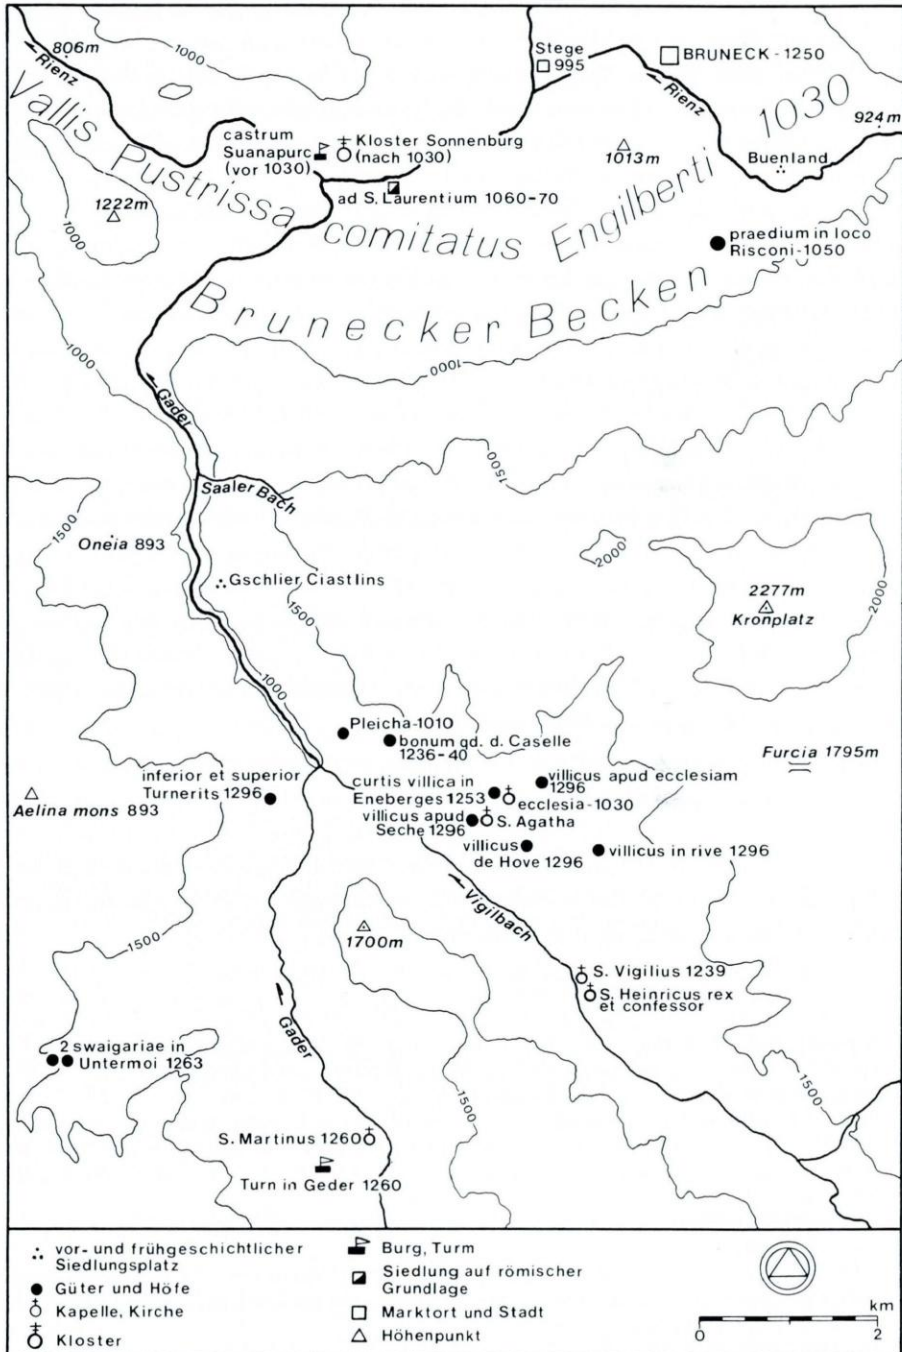 806m
1000
Rienz
Stege
995
BRUNECK-1250
Rienz
924m
Vallis Pustrissa comitatus Engilberti 1030
castrum
Suanapurc
(vor 1030)
Kloster Sonnenburg
(nach 1030)
1013m
Buenland
ad S. Laurentium 1060-70
1222m
1000
praedium in loco
Risconi-1050
Brunecker Becken
1000
1000
Gader
1500
Saaler Bach
1500
Oneia 893
2000
Gschlier Ciastlins
2277m
Kronplatz
2000
1500
1000
Pleicha-1010
bonum qd. d. Caselle
1236-40
Furcia 1795m
inferior et superior
Turnerits 1296
Aelina mons 893
curtis villica in
Eneberges 1253
villicus apud ecclesiam
1296
ecclesia-1030
villicus apud
Seche 1296
S. Agatha
villicus
de Hove 1296
villicus in rive 1296
Vigilbach
1500
1700m
S. Vigilius 1239
S. Heinricus rex
et confessor
Gader
2 swaigariae in
Untermoi 1263
1500
1500
S. Martinus 1260
Turn in Geder 1260
vor- und frühgeschichtlicher
Siedlungsplatz
Güter und Höfe
Kapelle, Kirche
Kloster
Burg, Turm
Siedlung auf römischer
Grundlage
Marktort und Stadt
Höhenpunkt
km
0 2